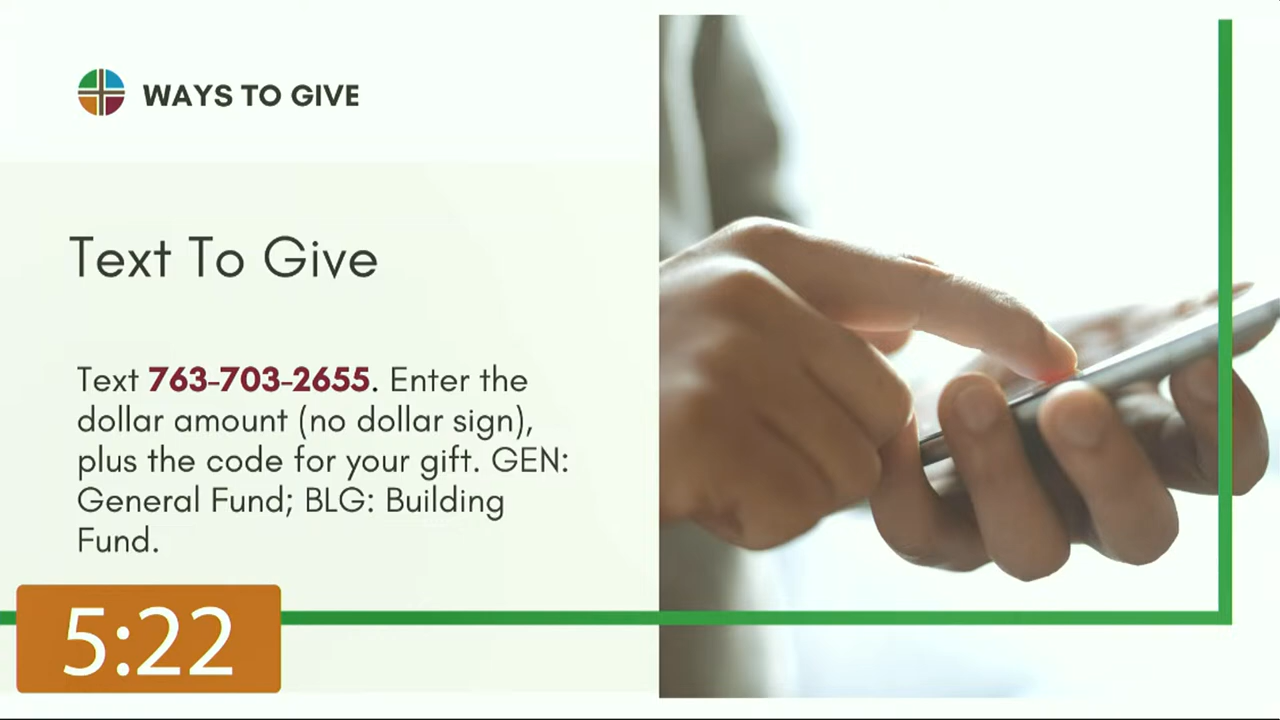 WAYS TO GIVE
Text To Give
Text 763-703-2655. Enter the
dollar amount (no dollar sign),
plus the code for your gift. GEN:
General Fund; BLG: Building
Fund.
5:22